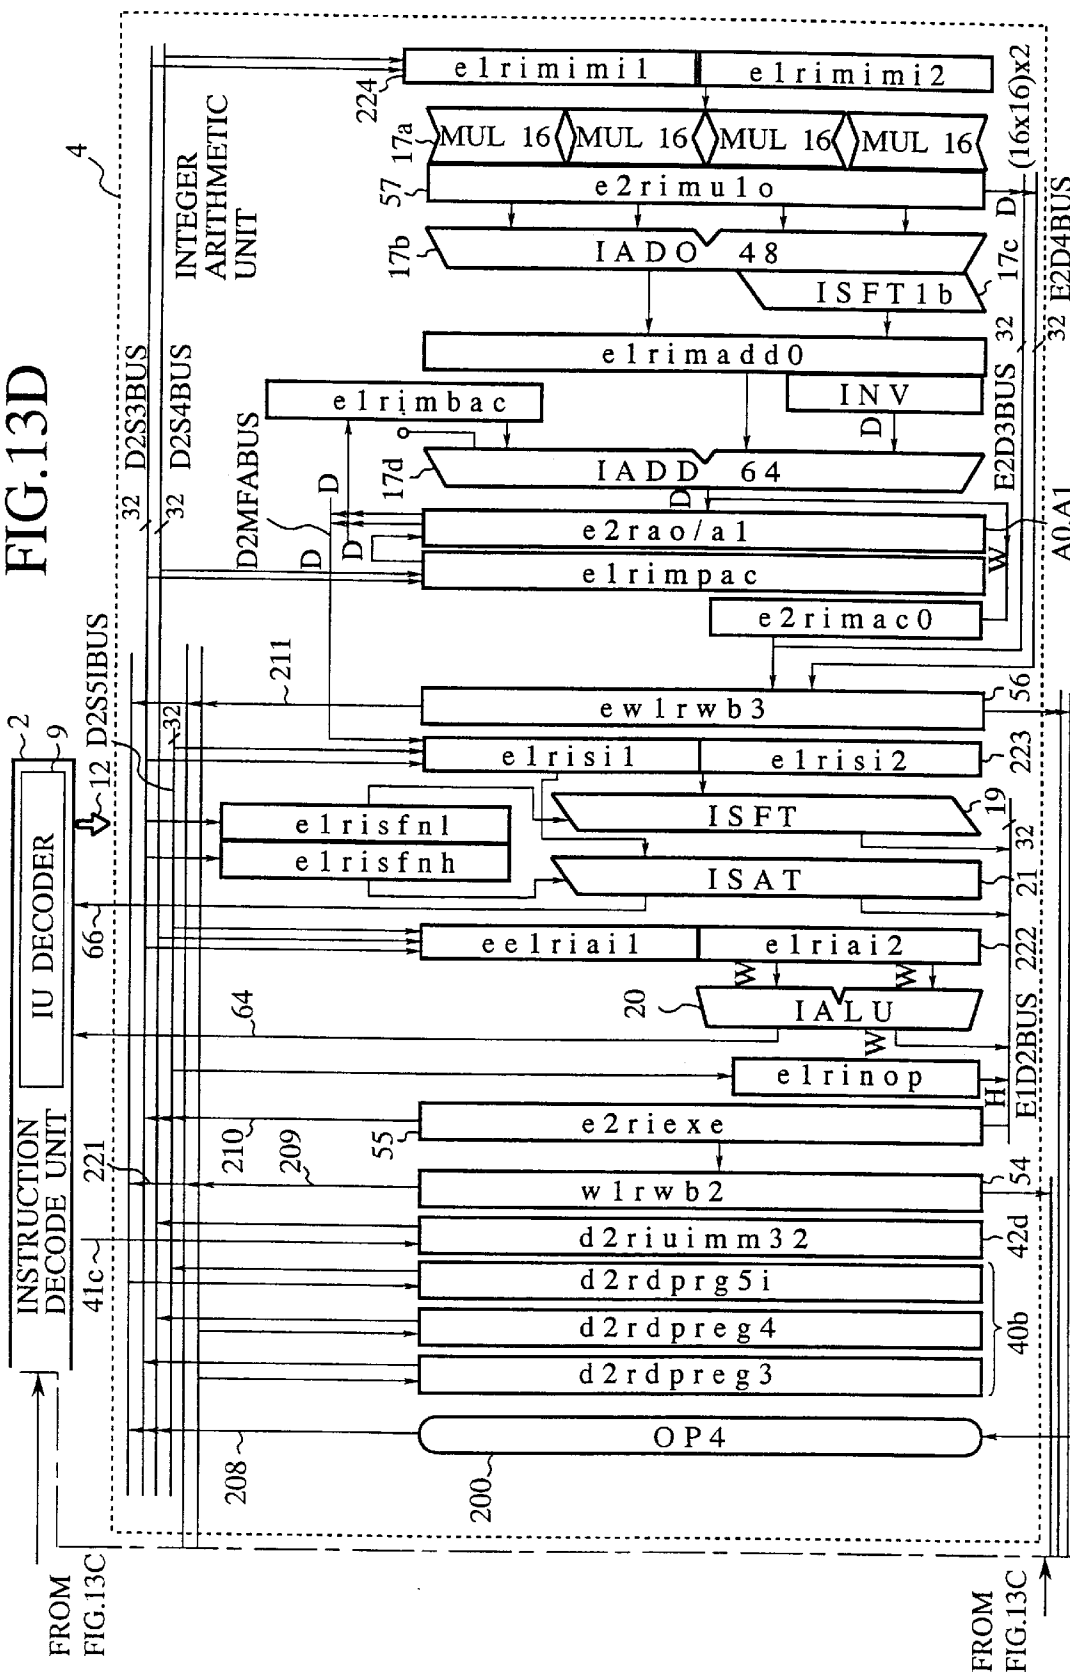 FIG.13D
FROM
FIG.13C
INSTRUCTION
DECODE UNIT
IU DECODER
2
9
12
D2S5IBUS
41c
221
64
66
4
INTEGER
ARITHMETIC
UNIT
32
D2S3BUS
32
D2S4BUS
32
208
209
210
211
D2MFABUS
D
D
D
D
200
OP4
d2rdpreg3
d2rdpreg4
d2rdprg5i
40b
d2riuimm32
42d
w1rwb2
54
55
e2riexe
e1rinop
H
E1D2BUS
20
IALU
W
W
W
ee1riai1
e1riai2
222
ISAT
21
e1risfnh
e1risfnl
ISFT
19
32
e1risi1
e1risi2
223
ew1rwb3
56
e2rimac0
e1rimpac
W
e2rao/a1
A0,A1
17d
IADD 64
e1rimbac
INV
D
E2D3BUS
32
32
E2D4BUS
e1rimadd0
ISFT1b
17c
17b
IADO 48
57
e2rimulo
D
17a
MUL 16
MUL 16
MUL 16
MUL 16
(16x16)x2
224
e1rimimi1
e1rimimi2
FROM
FIG.13C